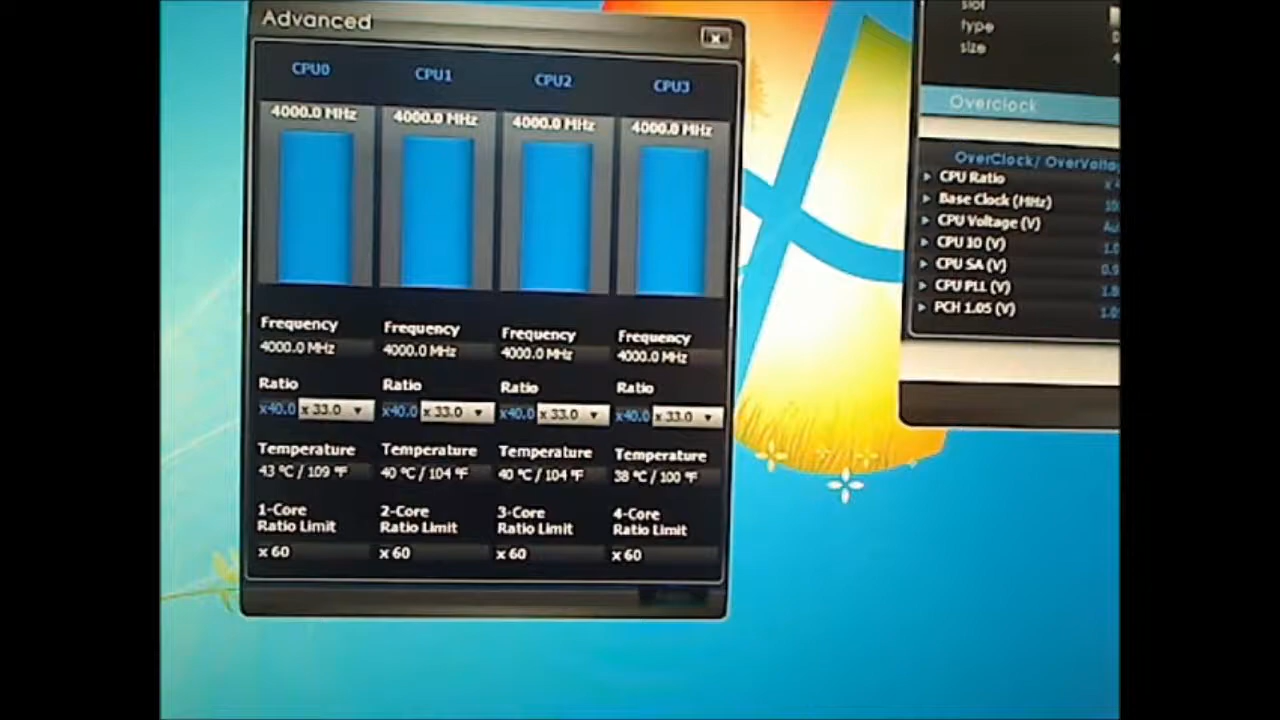 Advanced
CPU0 CPU1 CPU2 CPU3
4000.0 MHz 4000.0 MHz 4000.0 MHz 4000.0 MHz
Frequency Frequency Frequency Frequency
4000.0 MHz 4000.0 MHz 4000.0 MHz 4000.0 MHz
Ratio Ratio Ratio Ratio
x40.0 x 33.0 x40.0 x 33.0 x40.0 x 33.0 x40.0 x 33.0
Temperature Temperature Temperature Temperature
43 ℃ / 109 ℉ 40 ℃ / 104 ℉ 40 ℃ / 104 ℉ 38 ℃ / 100 ℉
1-Core 2-Core 3-Core 4-Core
Ratio Limit Ratio Limit Ratio Limit Ratio Limit
x 60 x 60 x 60 x 60
slot
type
size
Overclock
OverClock/
CPU Ratio
Base Clock (MHz)
CPU Voltage (V)
CPU IO (V)
CPU SA (V)
CPU PLL (V)
PCH 1.05 (V)